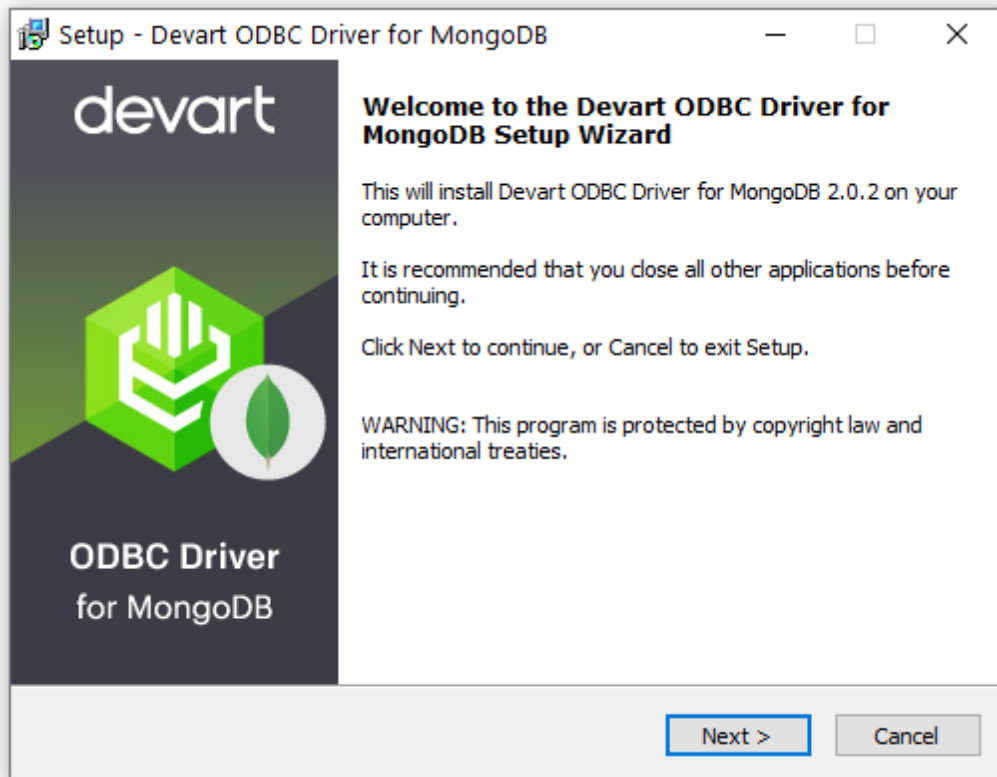 Setup - Devart ODBC Driver for MongoDB
devart
Welcome to the Devart ODBC Driver for
MongoDB Setup Wizard
This will install Devart ODBC Driver for MongoDB 2.0.2 on your
computer.
It is recommended that you close all other applications before
continuing.
Click Next to continue, or Cancel to exit Setup.
WARNING: This program is protected by copyright law and
international treaties.
ODBC Driver
for MongoDB
Next >
Cancel